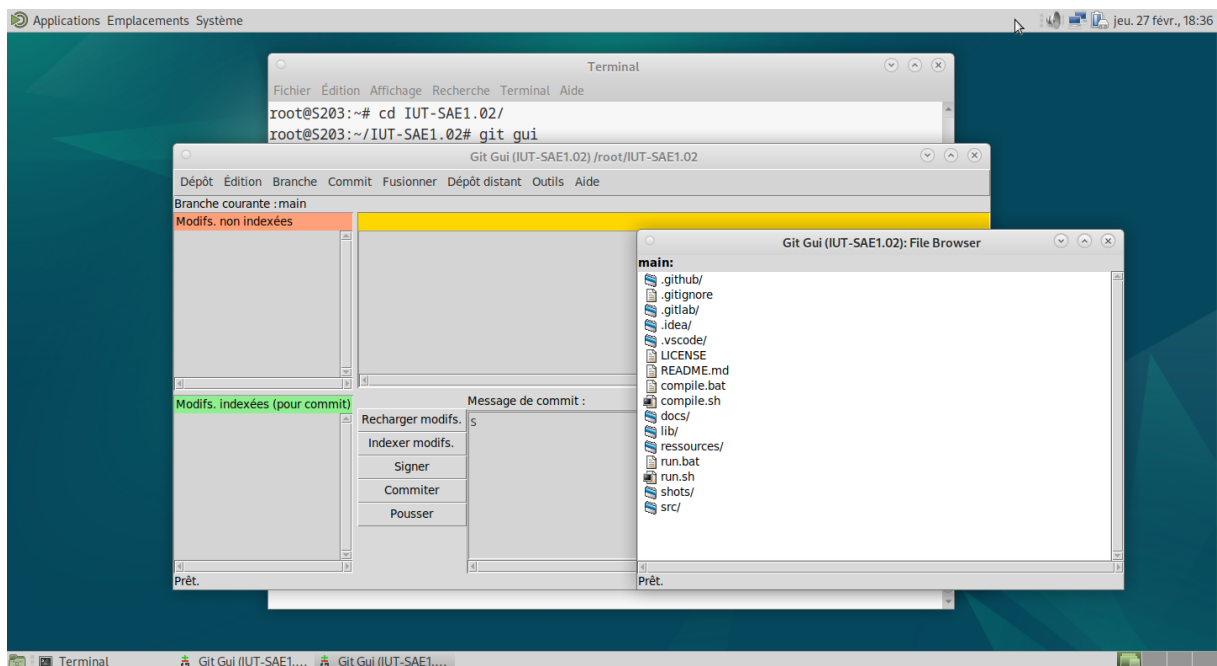 Applications Emplacements Système
jeu. 27 févr., 18:36
Terminal
Fichier Édition Affichage Recherche Terminal Aide
root@S203:~# cd IUT-SAE1.02/
root@S203:~/IUT-SAE1.02# git gui
Git Gui (IUT-SAE1.02) /root/IUT-SAE1.02
Dépôt Édition Branche Commit Fusionner Dépôt distant Outils Aide
Branche courante : main
Modifs. non indexées
Modifs. indexées (pour commit)
Message de commit :
Recharger modifs.
Indexer modifs.
Signer
Commiter
Pousser
S
Prêt.
Git Gui (IUT-SAE1.02): File Browser
main:
.github/
.gitignore
.gitlab/
.idea/
.vscode/
LICENSE
README.md
compile.bat
compile.sh
docs/
lib/
ressources/
run.bat
run.sh
shots/
src/
Prêt.
Terminal
Git Gui (IUT-SAE1....
Git Gui (IUT-SAE1....